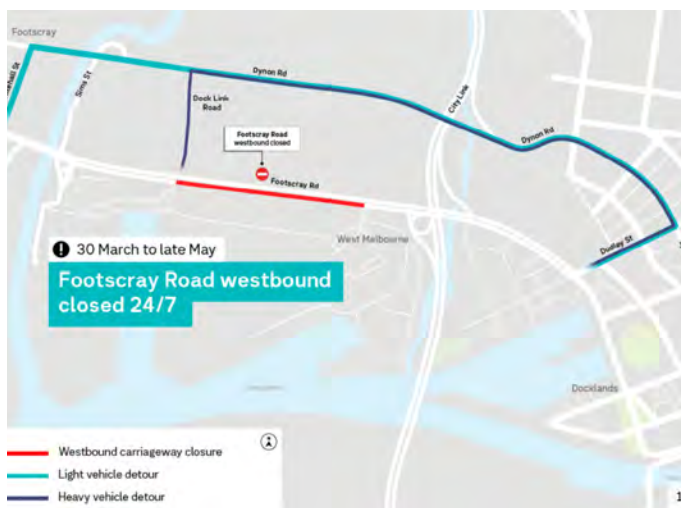 Footscray
Sims St
Dynon Rd
Dock Link
Road
City Link
Footscray Road
westbound closed
Dynon Rd
Footscray Rd
West Melbourne
Dudley St
30 March to late May
Footscray Road westbound
closed 24/7
Docklands
Westbound carriageway closure
Light vehicle detour
Heavy vehicle detour